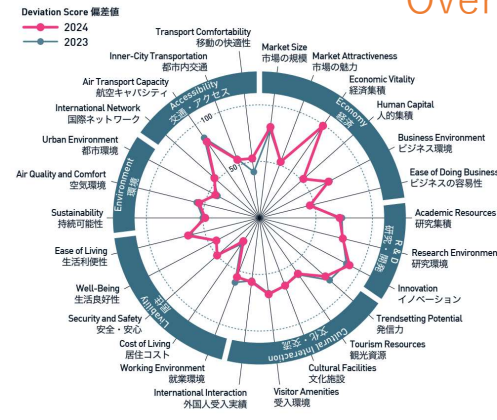 Over
Deviation Score 偏差値
2024
2023
Transport Comfortability
移動の快適性
Inner-City Transportation
都市内交通
Air Transport Capacity
航空キャパシティ
International Network
国際ネットワーク
Urban Environment
都市環境
Air Quality and Comfort
空気環境
Sustainability
持続可能性
Ease of Living
生活利便性
Well-Being
生活良好性
Security and Safety
安全・安心
Cost of Living
居住コスト
Working Environment
就業環境
International Interaction
外国人受入実績
Market Size
市場の規模
Market Attractiveness
市場の魅力
Economic Vitality
経済集積
Human Capital
人的集積
Business Environment
ビジネス環境
Ease of Doing Business
ビジネスの容易性
Academic Resources
研究集積
Research Environment
研究環境
Innovation
イノベーション
Trendsetting Potential
発信力
Tourism Resources
観光資源
Cultural Facilities
文化施設
Visitor Amenities
受入環境
Accessibility
交通・アクセス
Economy
経済
R&D
研究・開発
Cultural Interaction
文化・交流
Livability
居住
Environment
環境
100
50